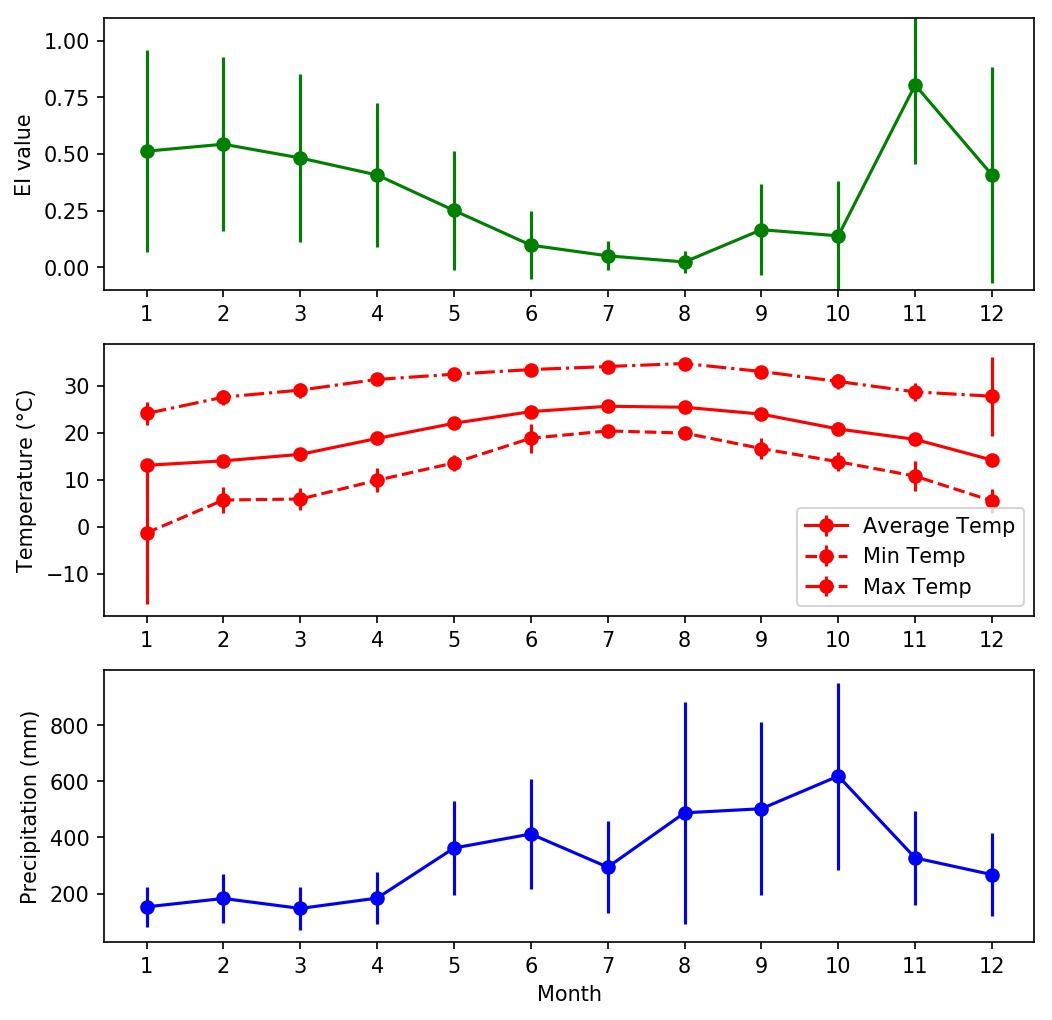 1.00
0.75
0.50
0.25
0.00
EI value
1 2 3 4 5 6 7 8 9 10 11 12
30
20
10
0
−10
Temperature (°C)
Average Temp
Min Temp
Max Temp
1 2 3 4 5 6 7 8 9 10 11 12
800
600
400
200
Precipitation (mm)
1 2 3 4 5 6 7 8 9 10 11 12
Month